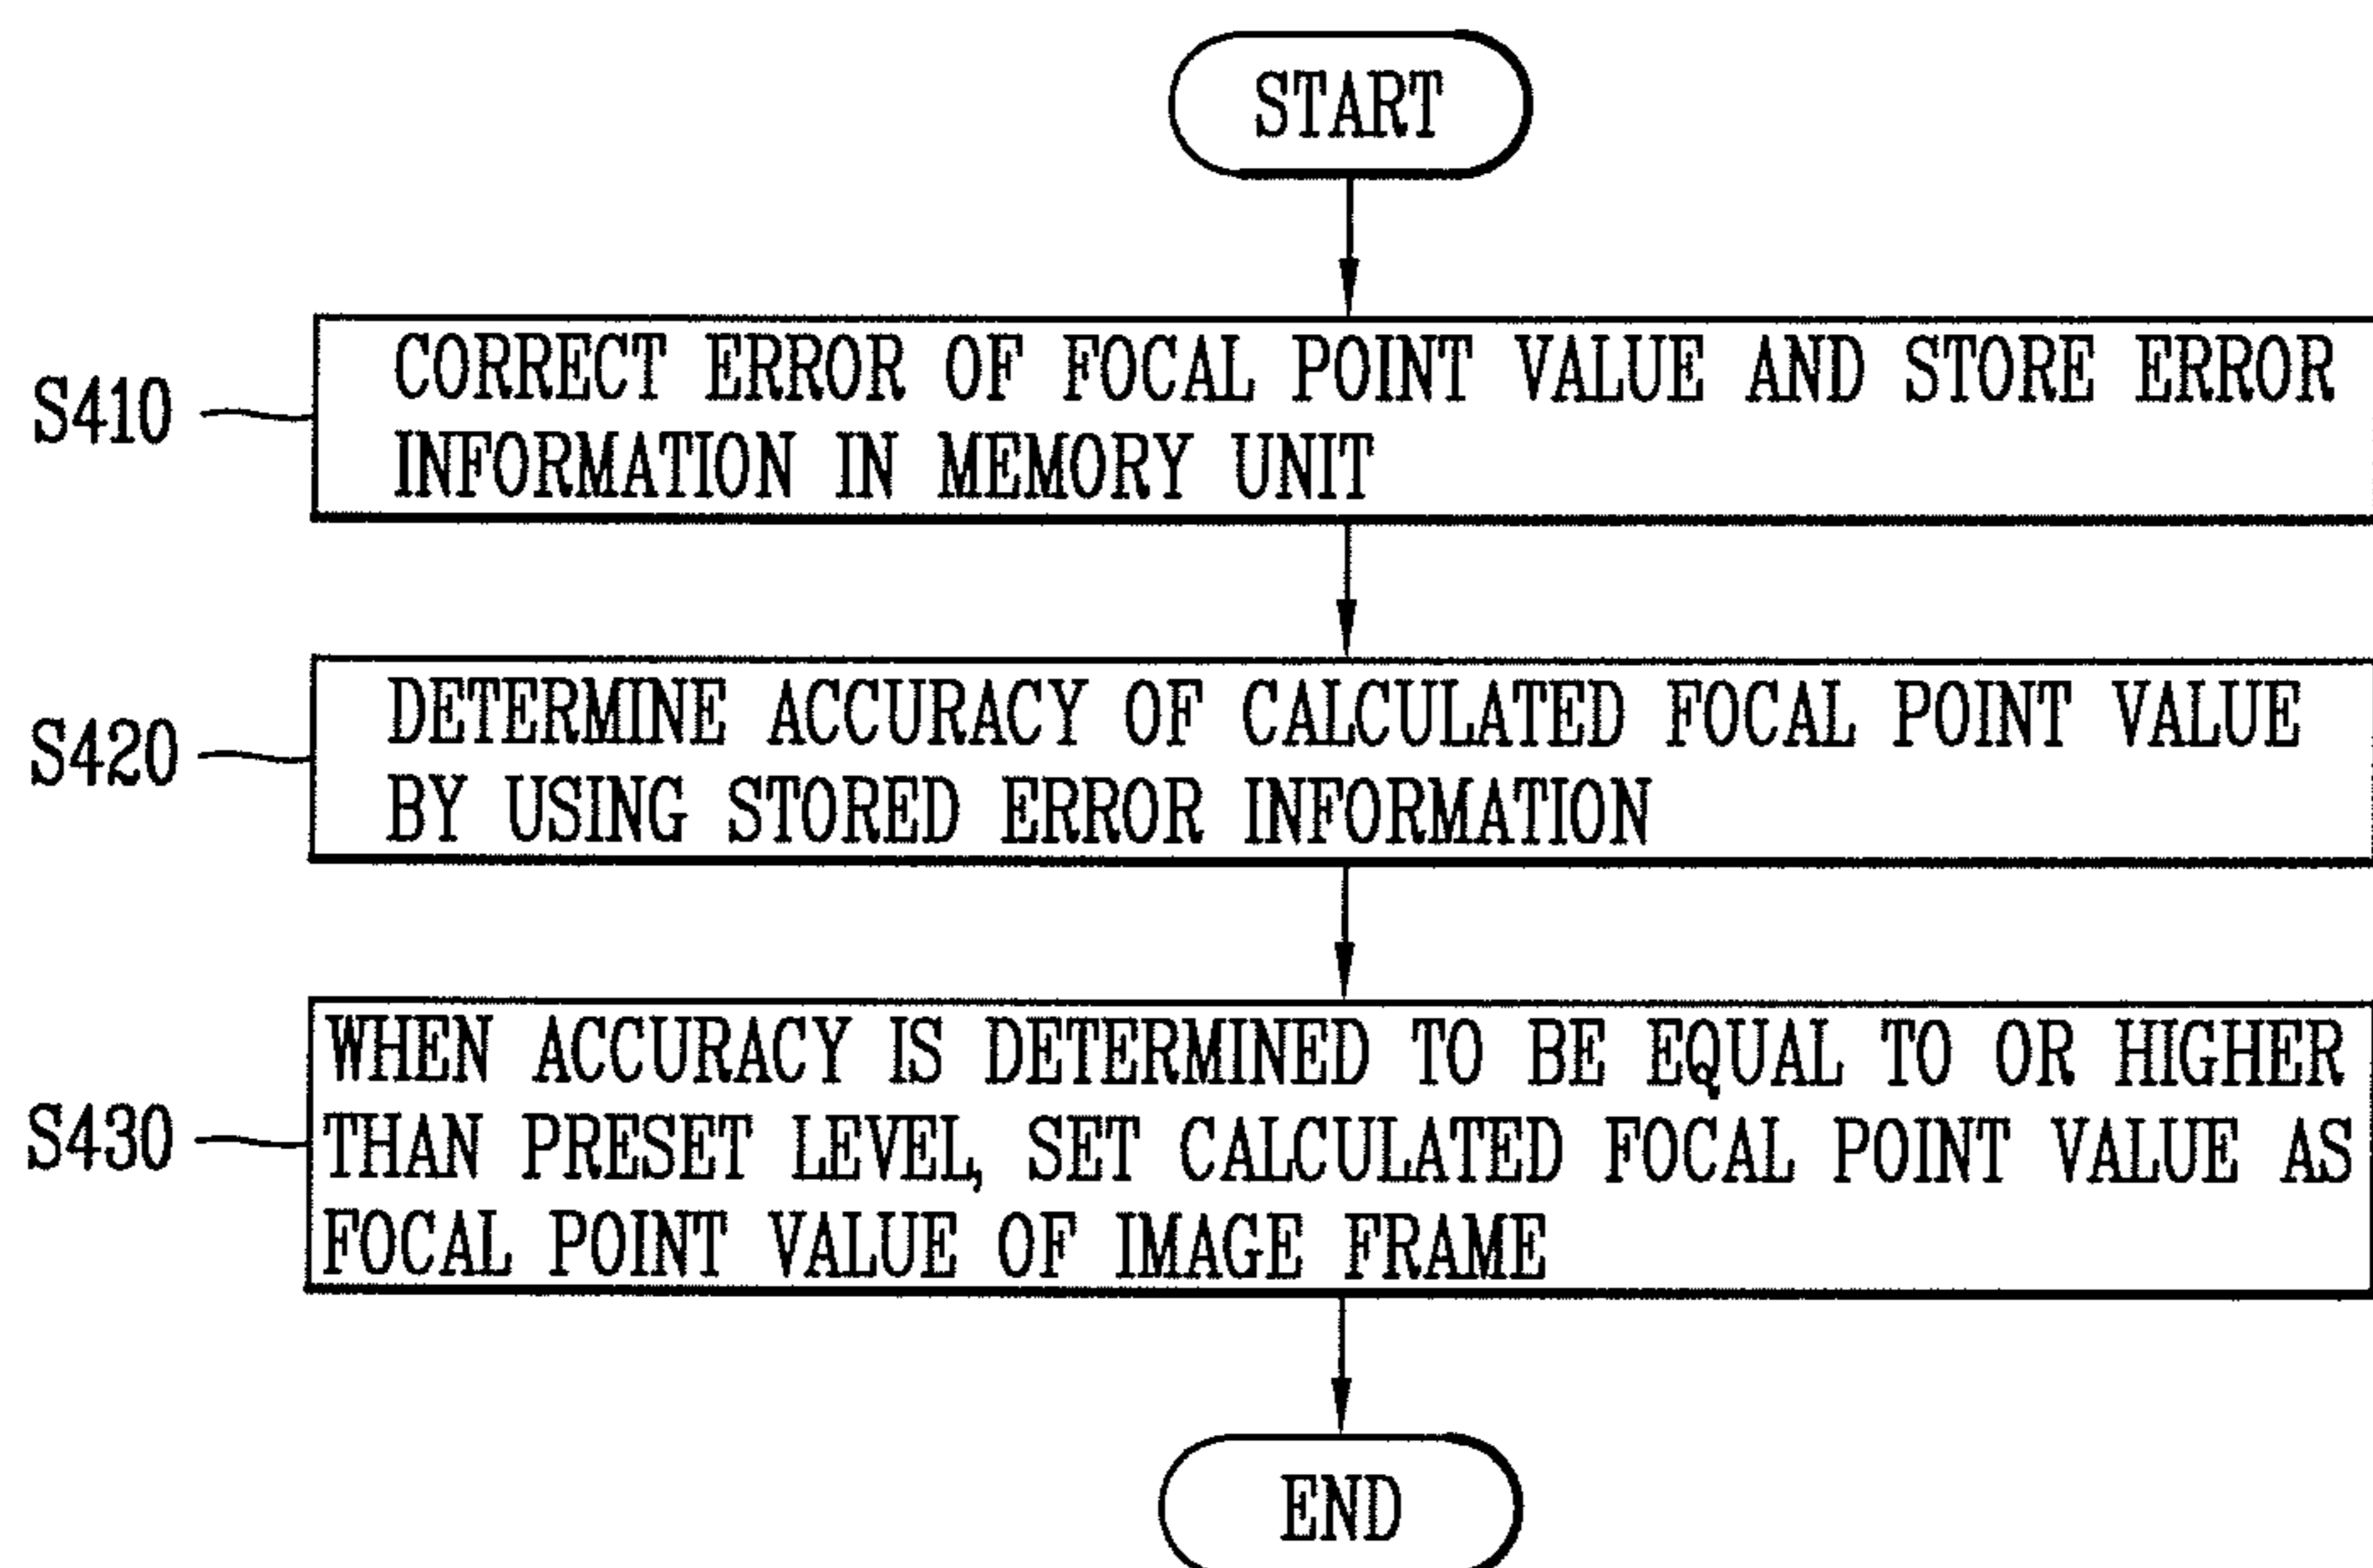 START
S410
CORRECT ERROR OF FOCAL POINT VALUE AND STORE ERROR
INFORMATION IN MEMORY UNIT
S420
DETERMINE ACCURACY OF CALCULATED FOCAL POINT VALUE
BY USING STORED ERROR INFORMATION
S430
WHEN ACCURACY IS DETERMINED TO BE EQUAL TO OR HIGHER
THAN PRESET LEVEL, SET CALCULATED FOCAL POINT VALUE AS
FOCAL POINT VALUE OF IMAGE FRAME
END